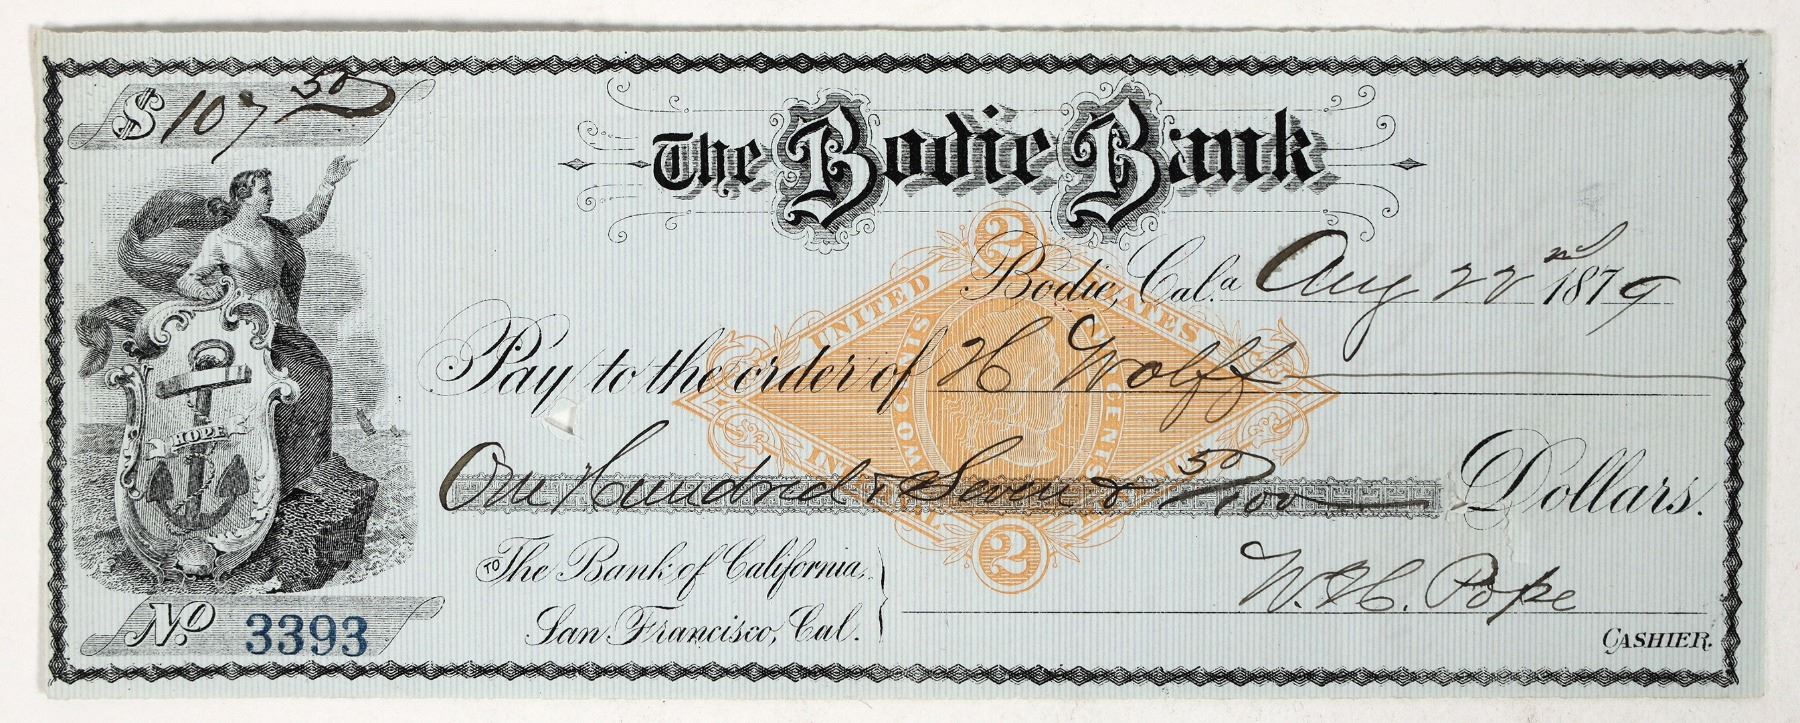 $ 107 50
The Bodie Bank
Bodie, Cal.a Aug 22nd 1879
Pay to the order of H Wolff
One Hundred & Seven & 50/100 Dollars.
TO The Bank of California,
San Francisco, Cal.
W. H. Pope
CASHIER.
No 3393
HOPE
2
UNITED STATES
TWO CENTS
INTERNAL REVENUE
2